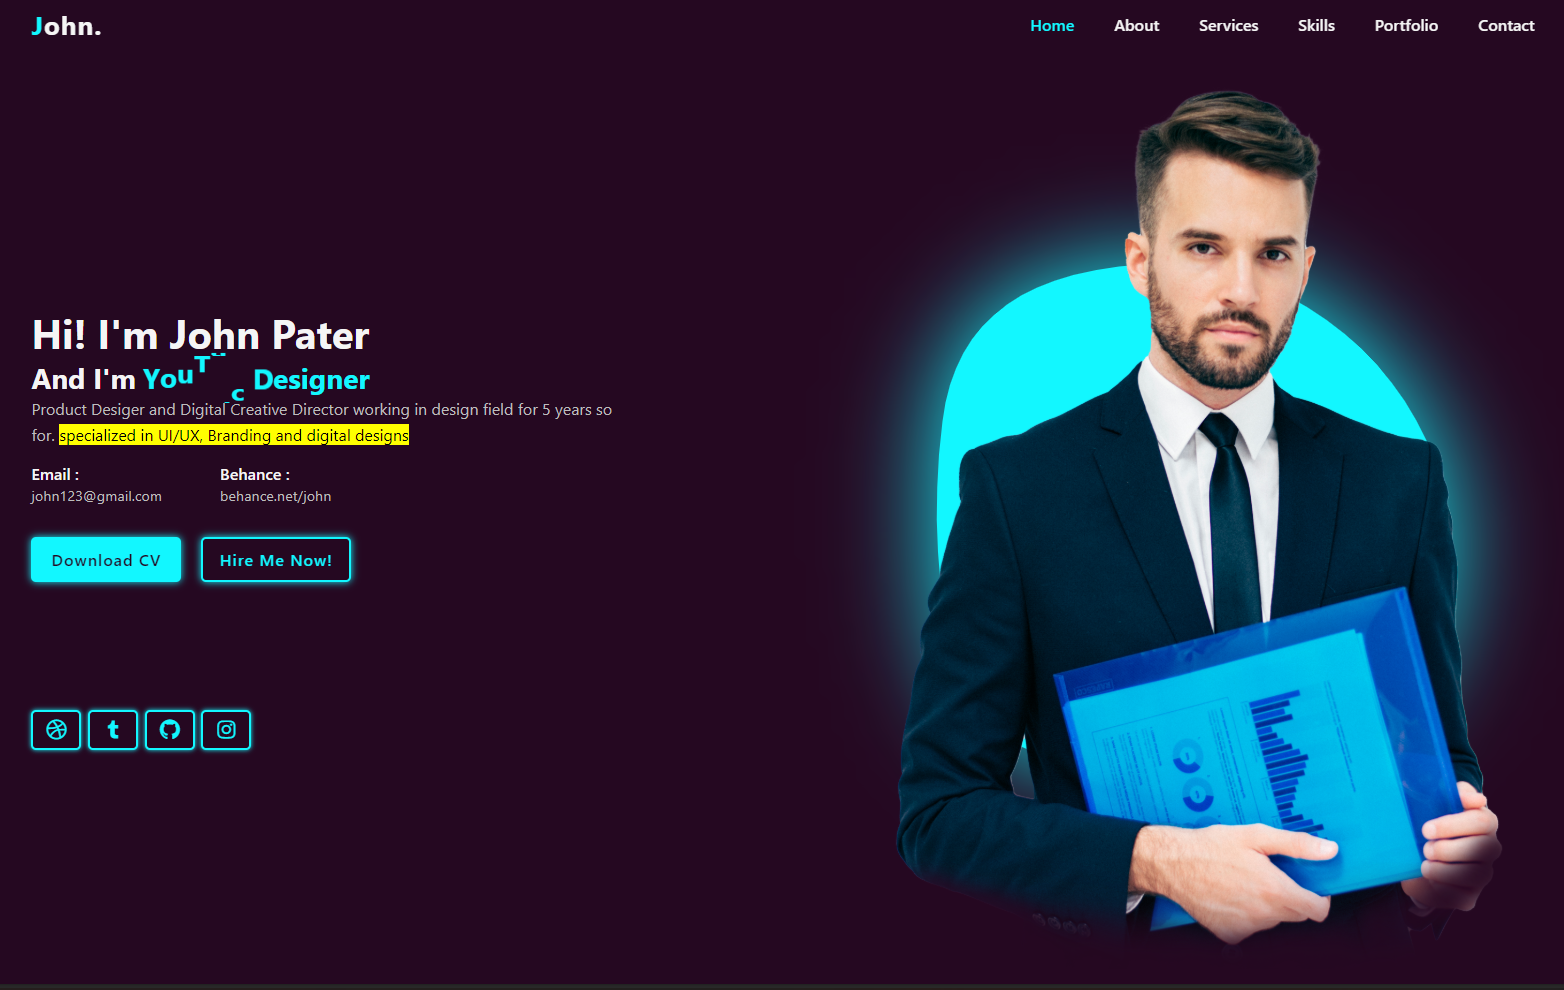 John.
Home About Services Skills Portfolio Contact
Hi! I'm John Pater
And I'm Designer
Product Desiger and Digital Creative Director working in design field for 5 years so
for. specialized in UI/UX, Branding and digital designs
Email : Behance :
john123@gmail.com behance.net/john
Download CV Hire Me Now!